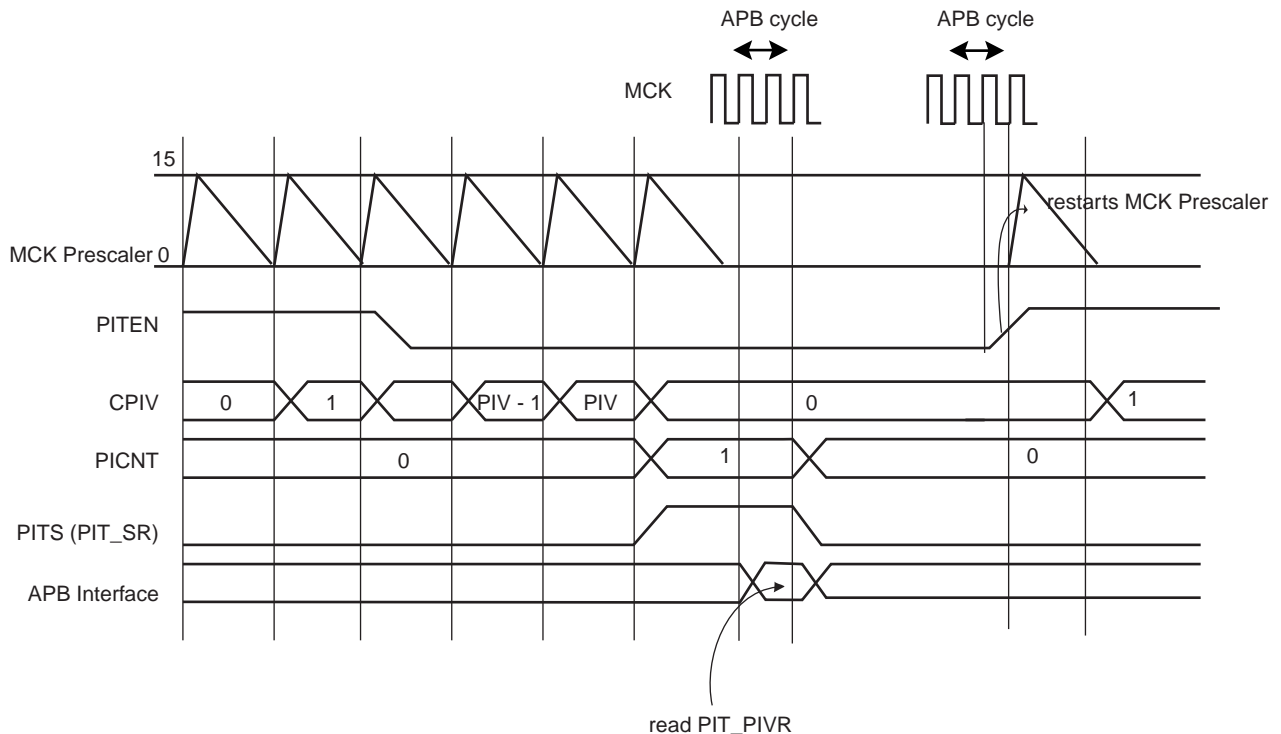 APB cycle
APB cycle
MCK
15
restarts MCK Prescaler
MCK Prescaler 0
PITEN
CPIV
0
1
PIV - 1
PIV
0
1
PICNT
0
1
0
PITS (PIT_SR)
APB Interface
read PIT_PIVR